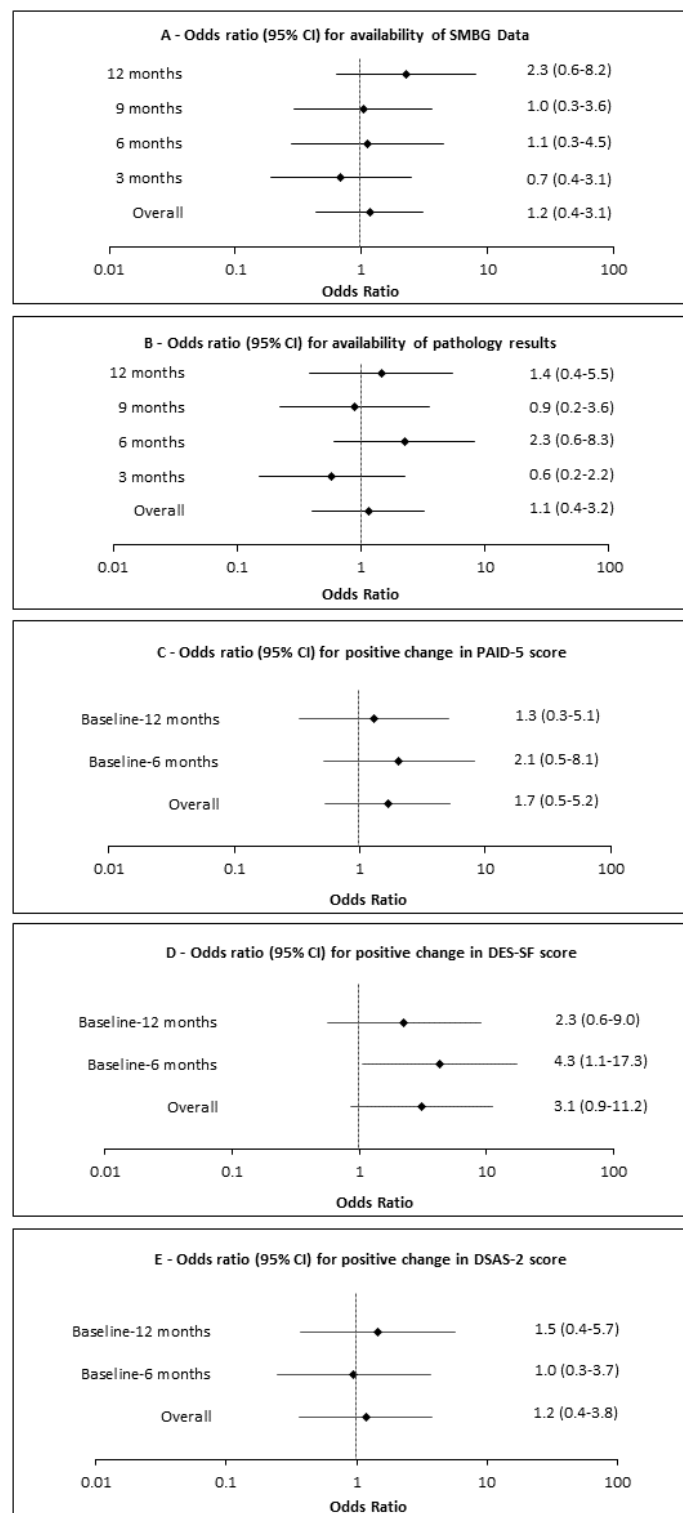 A - Odds ratio (95% CI) for availability of SMBG Data
12 months 2.3 (0.6-8.2)
9 months 1.0 (0.3-3.6)
6 months 1.1 (0.3-4.5)
3 months 0.7 (0.4-3.1)
Overall 1.2 (0.4-3.1)
0.01 0.1 1 10 100
Odds Ratio
B - Odds ratio (95% CI) for availability of pathology results
12 months 1.4 (0.4-5.5)
9 months 0.9 (0.2-3.6)
6 months 2.3 (0.6-8.3)
3 months 0.6 (0.2-2.2)
Overall 1.1 (0.4-3.2)
0.01 0.1 1 10 100
Odds Ratio
C - Odds ratio (95% CI) for positive change in PAID-5 score
Baseline-12 months 1.3 (0.3-5.1)
Baseline-6 months 2.1 (0.5-8.1)
Overall 1.7 (0.5-5.2)
0.01 0.1 1 10 100
Odds Ratio
D - Odds ratio (95% CI) for positive change in DES-SF score
Baseline-12 months 2.3 (0.6-9.0)
Baseline-6 months 4.3 (1.1-17.3)
Overall 3.1 (0.9-11.2)
0.01 0.1 1 10 100
Odds Ratio
E - Odds ratio (95% CI) for positive change in DSAS-2 score
Baseline-12 months 1.5 (0.4-5.7)
Baseline-6 months 1.0 (0.3-3.7)
Overall 1.2 (0.4-3.8)
0.01 0.1 1 10 100
Odds Ratio